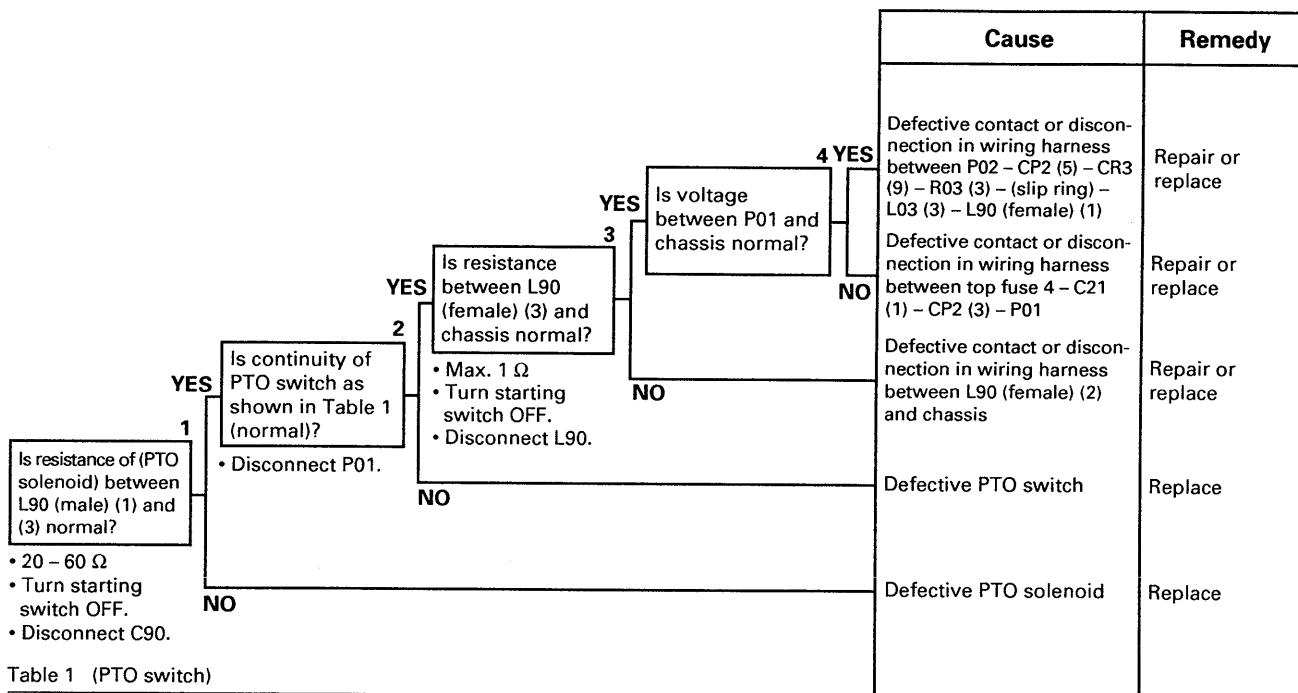 Cause
Remedy
Defective contact or discon-
nection in wiring harness
between P02 – CP2 (5) – CR3
(9) – R03 (3) – (slip ring) –
L03 (3) – L90 (female) (1)
Repair or
replace
4 YES
Is voltage
between P01 and
chassis normal?
NO
Defective contact or discon-
nection in wiring harness
between top fuse 4 – C21
(1) – CP2 (3) – P01
Repair or
replace
YES
3
Is resistance
between L90
(female) (3) and
chassis normal?
• Max. 1 Ω
• Turn starting
switch OFF.
• Disconnect L90.
NO
Defective contact or discon-
nection in wiring harness
between L90 (female) (2)
and chassis
Repair or
replace
YES
2
Is continuity of
PTO switch as
shown in Table 1
(normal)?
• Disconnect P01.
NO
Defective PTO switch
Replace
YES
1
Is resistance of (PTO
solenoid) between
L90 (male) (1) and
(3) normal?
• 20 – 60 Ω
• Turn starting
switch OFF.
• Disconnect C90.
NO
Defective PTO solenoid
Replace
Table 1 (PTO switch)